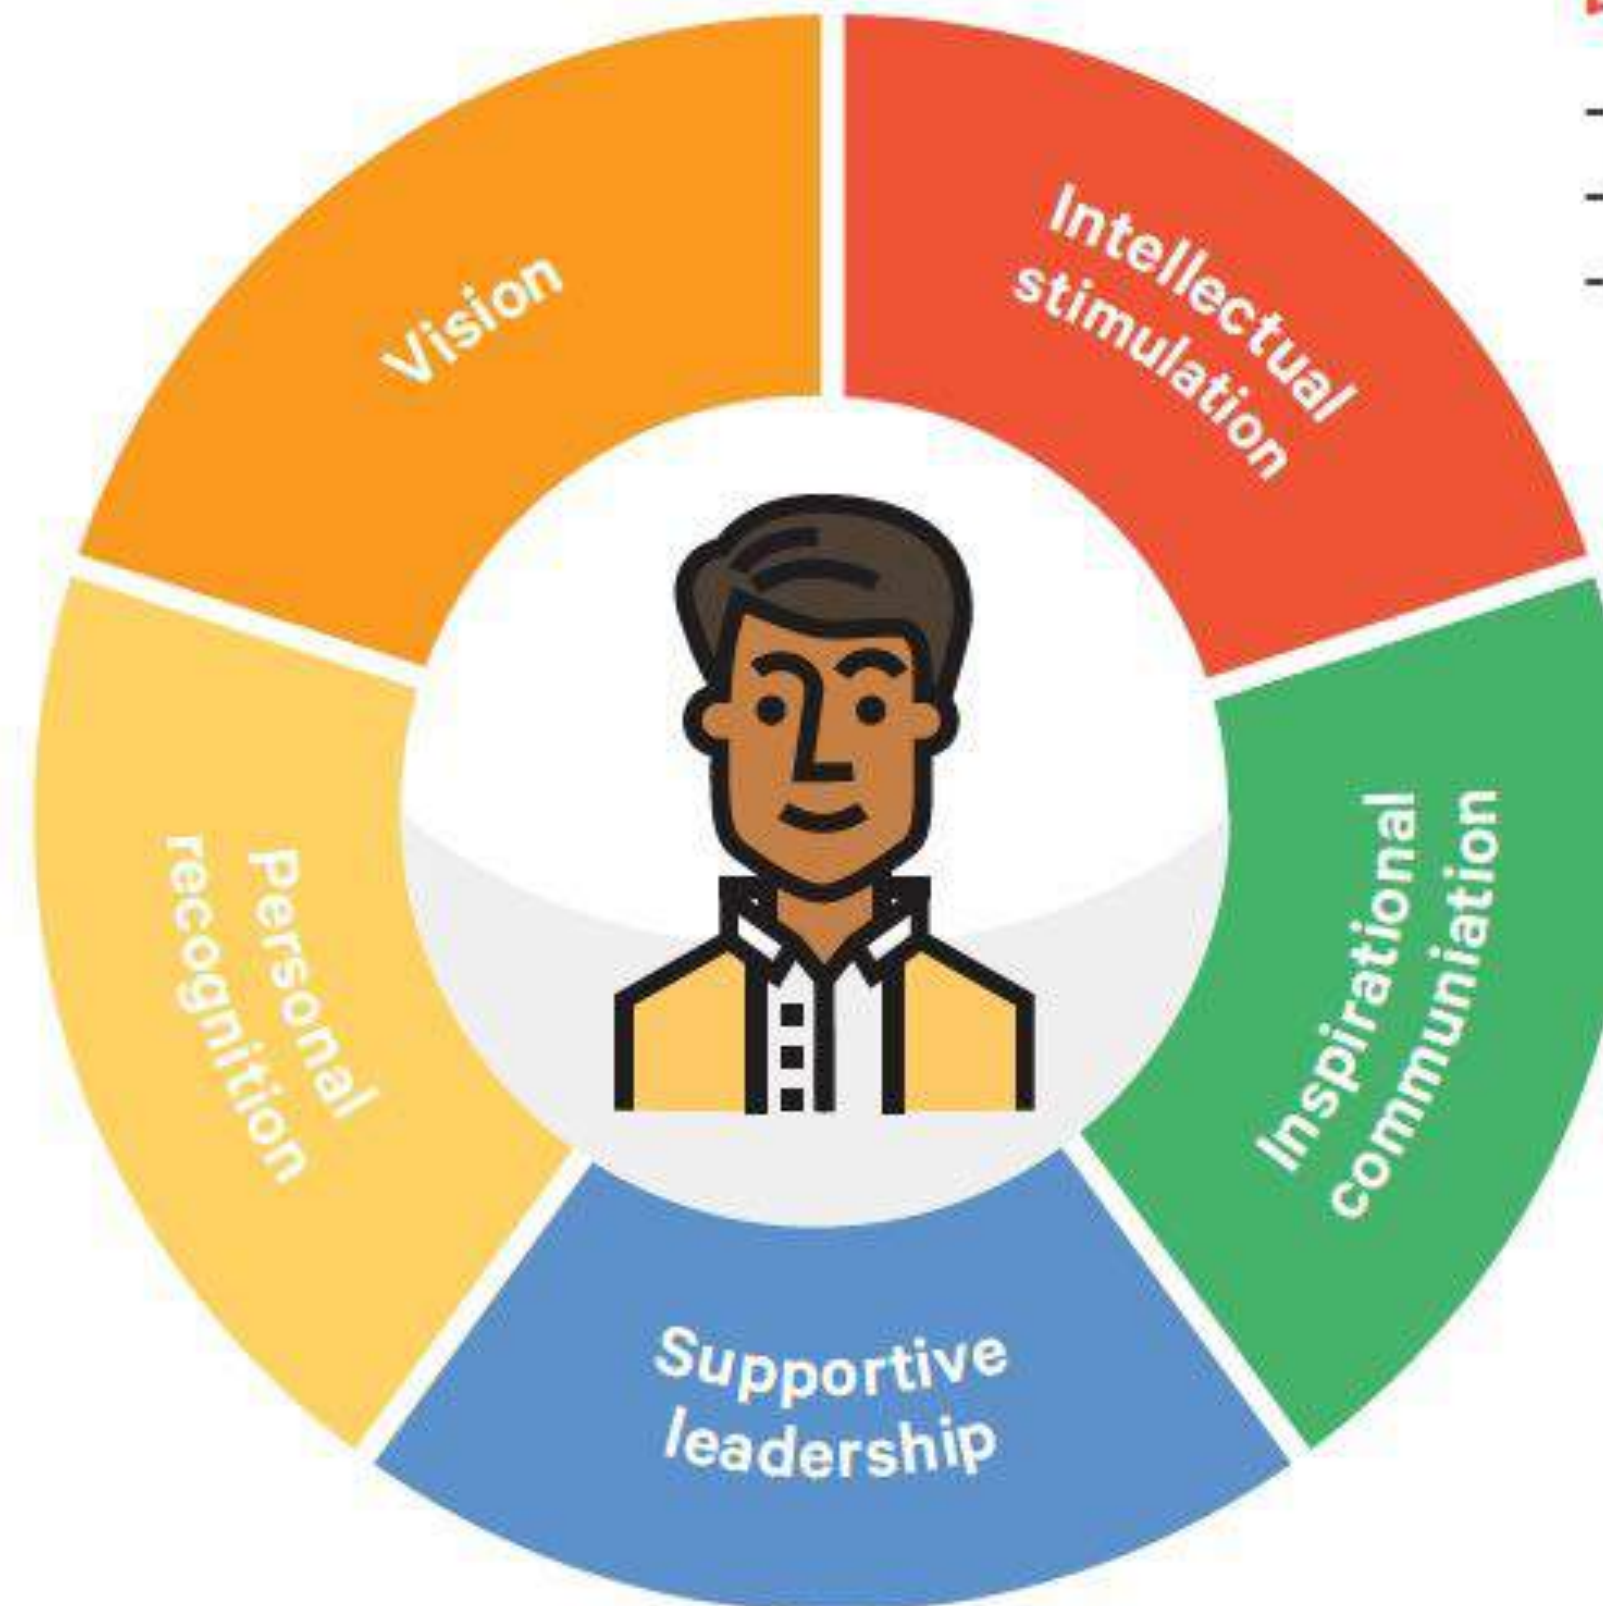 Vision
Intellectual
stimulation
Inspirational
communiation
Supportive
leadership
Personal
recognition